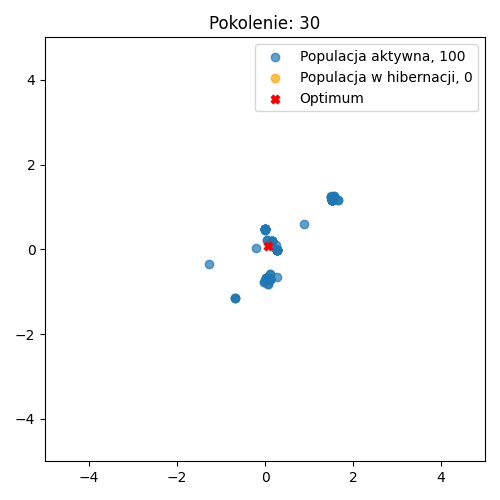 Pokolenie: 30
Populacja aktywna, 100
Populacja w hibernacji, 0
Optimum
4
2
0
−2
−4
−4 −2 0 2 4